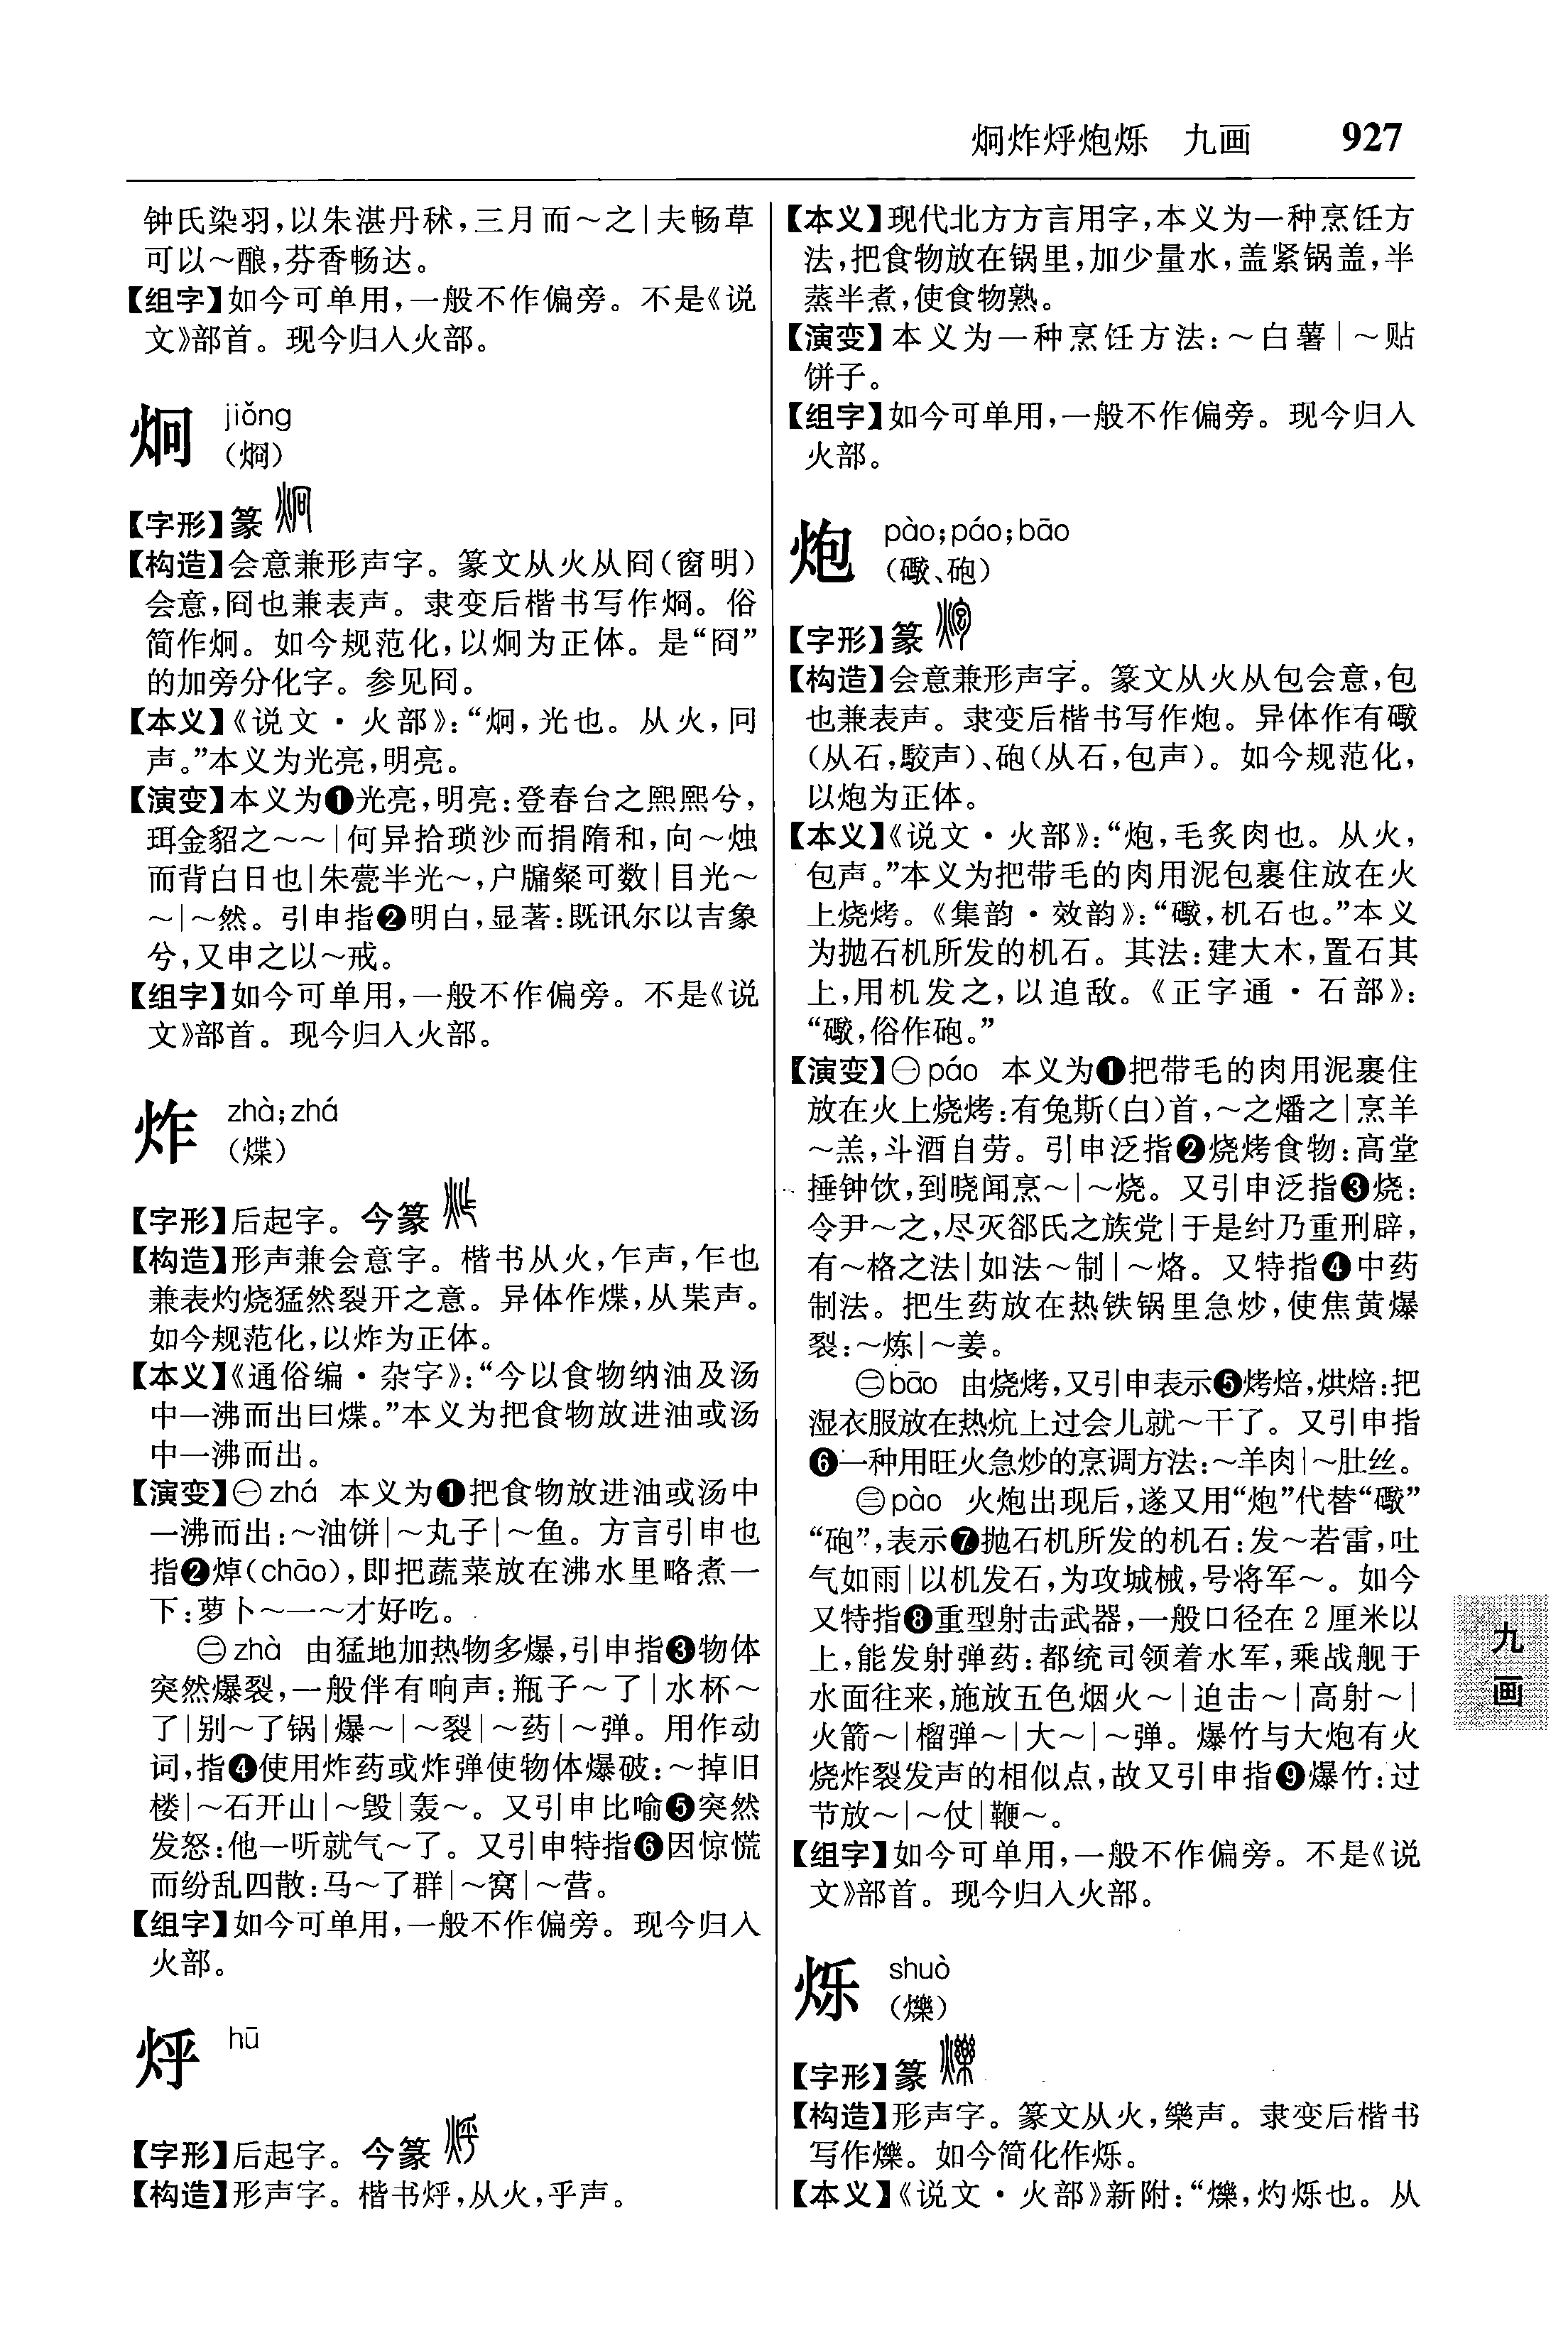 炯炸烀炮烁 九画 927
钟氏染羽,以朱湛丹秫,三月而～之|夫畅草
可以～酿,芬香畅达。
【组字】如今可单用,一般不作偏旁。不是《说
文》部首。现今归入火部。
炯 jiǒng
(烱)
【字形】篆
【构造】会意兼形声字。篆文从火从冏(窗明)
会意,冏也兼表声。隶变后楷书写作烱。俗
简作炯。如今规范化,以炯为正体。是“冏”
的加旁分化字。参见冏。
【本义】《说文·火部》:“炯,光也。从火,冋
声。”本义为光亮,明亮。
【演变】本义为❶光亮,明亮:登春台之熙熙兮,
珥金貂之～～|何异拾琐沙而捐隋和,向～烛
而背白日也|朱甍半光～,户牖粲可数|目光～
～|～然。引申指❷明白,显著:既讯尔以吉象
兮,又申之以～戒。
【组字】如今可单用,一般不作偏旁。不是《说
文》部首。现今归入火部。
炸 zhà;zhá
(煠)
【字形】后起字。今篆
【构造】形声兼会意字。楷书从火,乍声,乍也
兼表灼烧猛然裂开之意。异体作煠,从枼声。
如今规范化,以炸为正体。
【本义】《通俗编·杂字》:“今以食物纳油及汤
中一沸而出曰煠。”本义为把食物放进油或汤
中一沸而出。
【演变】㊀zhá 本义为❶把食物放进油或汤中
一沸而出:～油饼|～丸子|～鱼。方言引申也
指❷焯(chāo),即把蔬菜放在沸水里略煮一
下:萝卜～一～才好吃。
㊁zhà 由猛地加热物多爆,引申指❸物体
突然爆裂,一般伴有响声:瓶子～了|水杯～
了|别～了锅|爆～|～裂|～药|～弹。用作动
词,指❹使用炸药或炸弹使物体爆破:～掉旧
楼|～石开山|～毁|轰～。又引申比喻❺突然
发怒:他一听就气～了。又引申特指❻因惊慌
而纷乱四散:马～了群|～窝|～营。
【组字】如今可单用,一般不作偏旁。现今归入
火部。
烀 hū
【字形】后起字。今篆
【构造】形声字。楷书烀,从火,乎声。
【本义】现代北方方言用字,本义为一种烹饪方
法,把食物放在锅里,加少量水,盖紧锅盖,半
蒸半煮,使食物熟。
【演变】本义为一种烹饪方法:～白薯|～贴
饼子。
【组字】如今可单用,一般不作偏旁。现今归入
火部。
炮 pào;páo;bāo
(礮、砲)
【字形】篆
【构造】会意兼形声字。篆文从火从包会意,包
也兼表声。隶变后楷书写作炮。异体作有礮
(从石,駮声)、砲(从石,包声)。如今规范化,
以炮为正体。
【本义】《说文·火部》:“炮,毛炙肉也。从火,
包声。”本义为把带毛的肉用泥包裹住放在火
上烧烤。《集韵·效韵》:“礮,机石也。”本义
为抛石机所发的机石。其法:建大木,置石其
上,用机发之,以追敌。《正字通·石部》:
“礮,俗作砲。”
【演变】㊀páo 本义为❶把带毛的肉用泥裹住
放在火上烧烤:有兔斯(白)首,～之燔之|烹羊
～羔,斗酒自劳。引申泛指❷烧烤食物:高堂
捶钟饮,到晓闻烹～|～烧。又引申泛指❸烧:
令尹～之,尽灭郤氏之族党|于是纣乃重刑辟,
有～格之法|如法～制|～烙。又特指❹中药
制法。把生药放在热铁锅里急炒,使焦黄爆
裂:～炼|～姜。
㊁bāo 由烧烤,又引申表示❺烤焙,烘焙:把
湿衣服放在热炕上过会儿就～干了。又引申指
❻一种用旺火急炒的烹调方法:～羊肉|～肚丝。
㊂pào 火炮出现后,遂又用“炮”代替“礮”
“砲”,表示❼抛石机所发的机石:发～若雷,吐
气如雨|以机发石,为攻城械,号将军～。如今
又特指❽重型射击武器,一般口径在2厘米以
上,能发射弹药:都统司领着水军,乘战舰于
水面往来,施放五色烟火～|迫击～|高射～|
火箭～|榴弹～|大～|～弹。爆竹与大炮有火
烧炸裂发声的相似点,故又引申指❾爆竹:过
节放～|～仗|鞭～。
【组字】如今可单用,一般不作偏旁。不是《说
文》部首。现今归入火部。
烁 shuò
(爍)
【字形】篆
【构造】形声字。篆文从火,樂声。隶变后楷书
写作爍。如今简化作烁。
【本义】《说文·火部》新附:“爍,灼烁也。从
九画